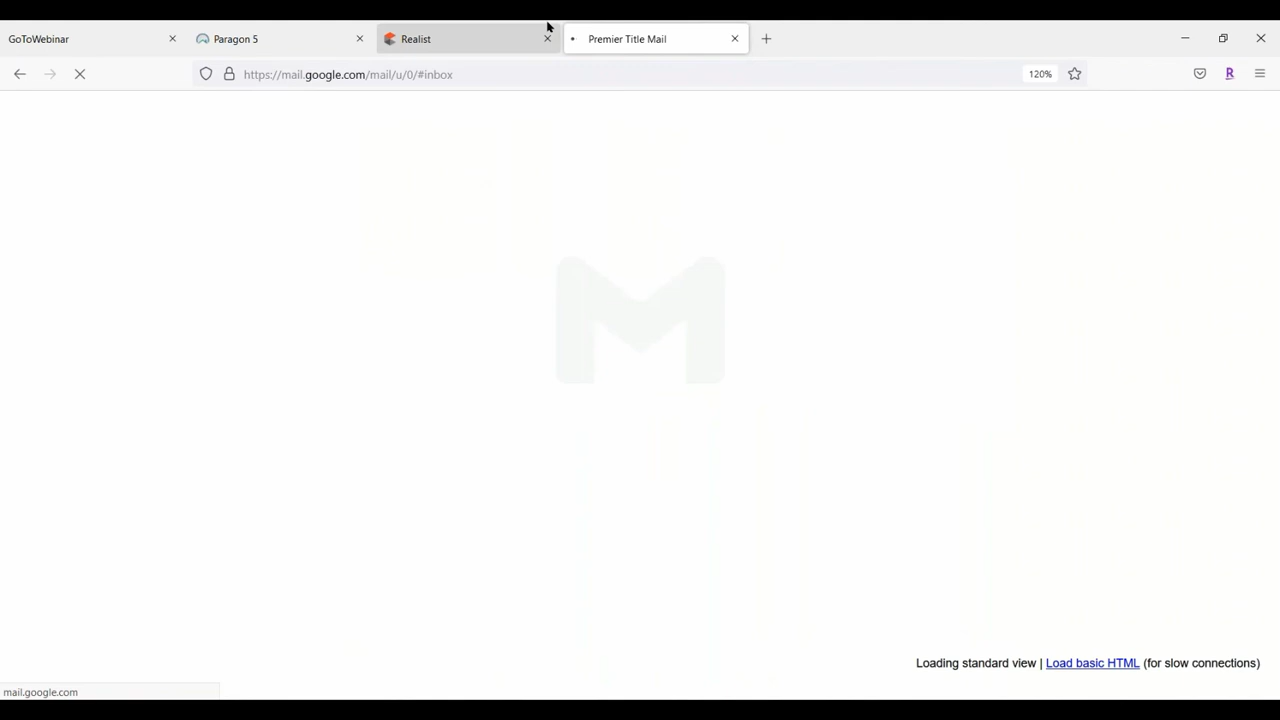 GoToWebinar
Paragon 5
Realist
Premier Title Mail
https://mail.google.com/mail/u/0/#inbox
120%
Loading standard view | Load basic HTML (for slow connections)
mail.google.com